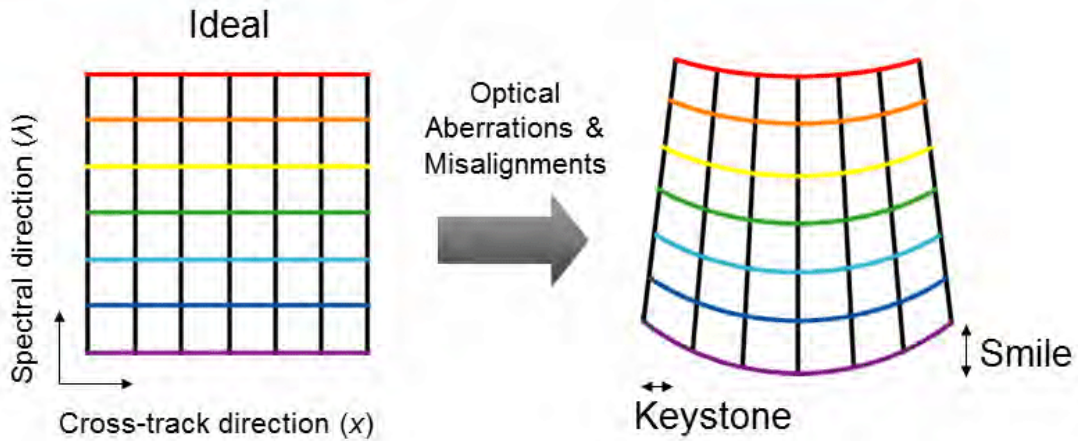 Ideal
Spectral direction (λ)
Cross-track direction (x)
Optical
Aberrations &
Misalignments
Smile
Keystone